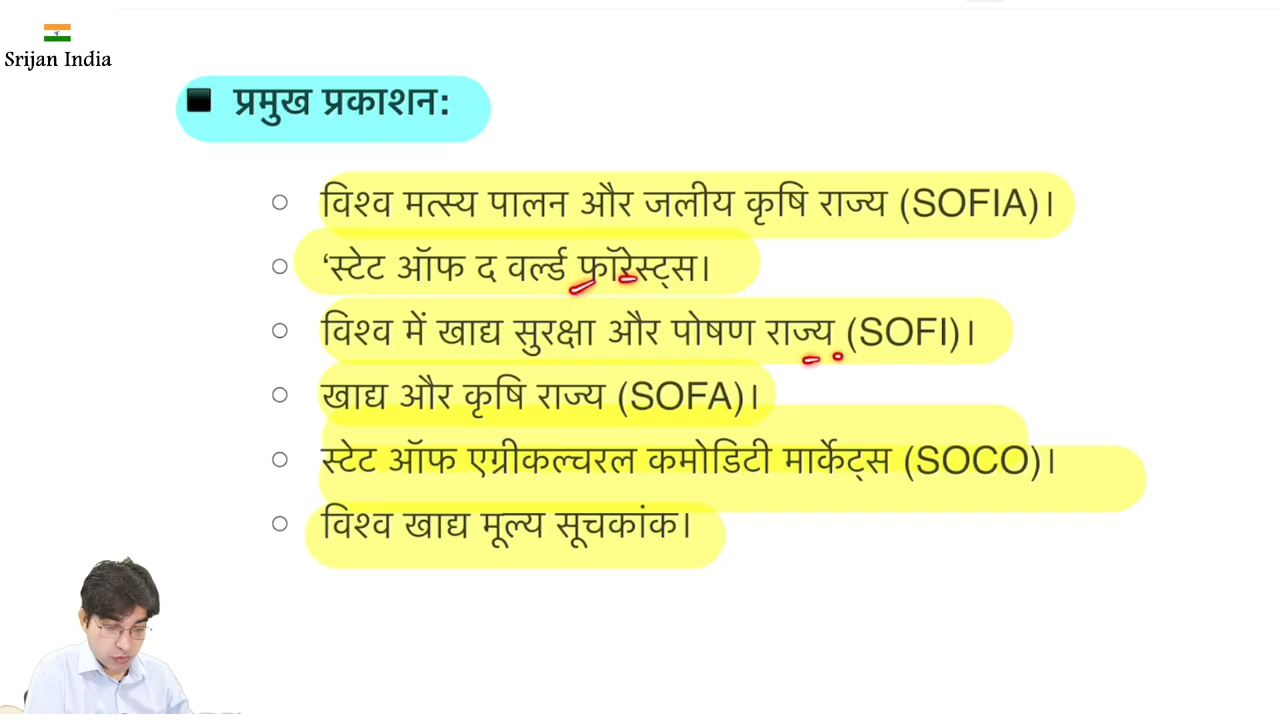 Srijan India
■ प्रमुख प्रकाशन:
○ विश्व मत्स्य पालन और जलीय कृषि राज्य (SOFIA)।
○ ‘स्टेट ऑफ द वर्ल्ड फॉरेस्ट्स।
○ विश्व में खाद्य सुरक्षा और पोषण राज्य (SOFI)।
○ खाद्य और कृषि राज्य (SOFA)।
○ स्टेट ऑफ एग्रीकल्चरल कमोडिटी मार्केट्स (SOCO)।
○ विश्व खाद्य मूल्य सूचकांक।